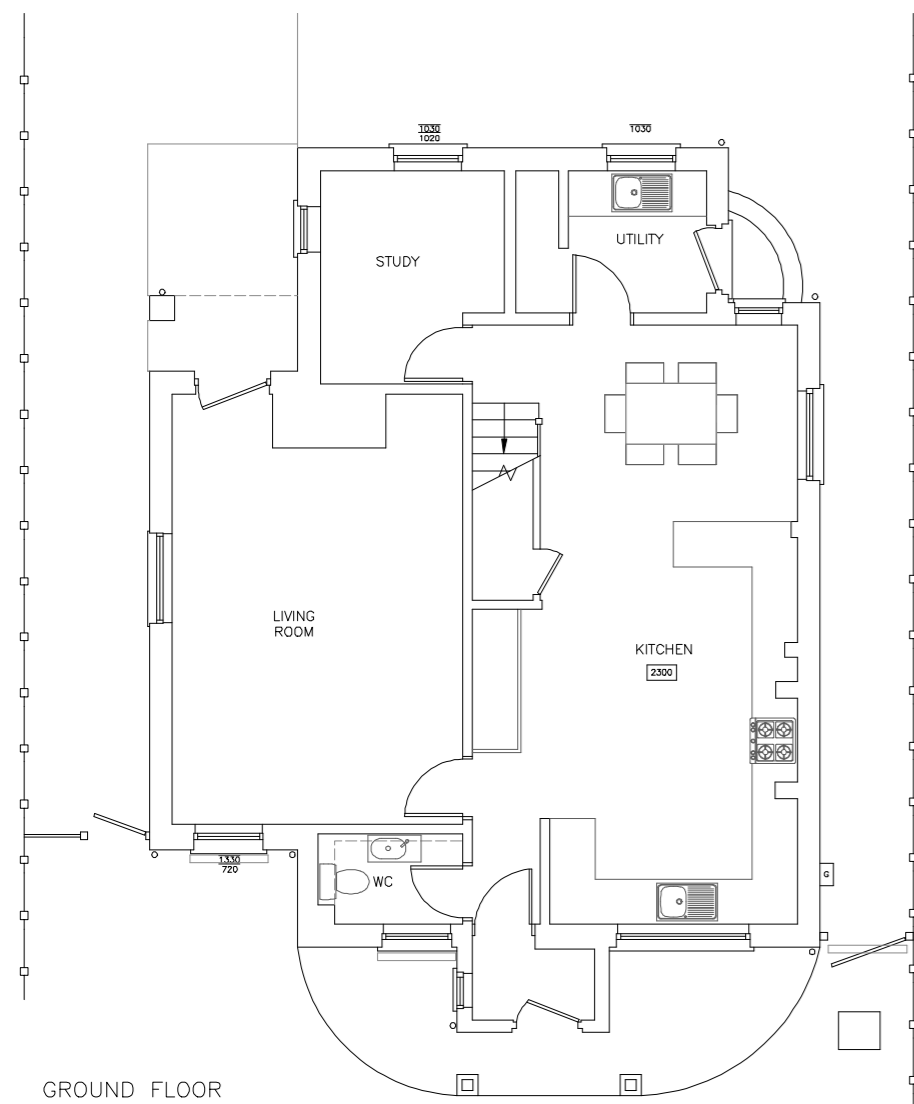 1030
1020
1030
UTILITY
STUDY
LIVING
ROOM
KITCHEN
2300
1330
720
WC
G
GROUND FLOOR